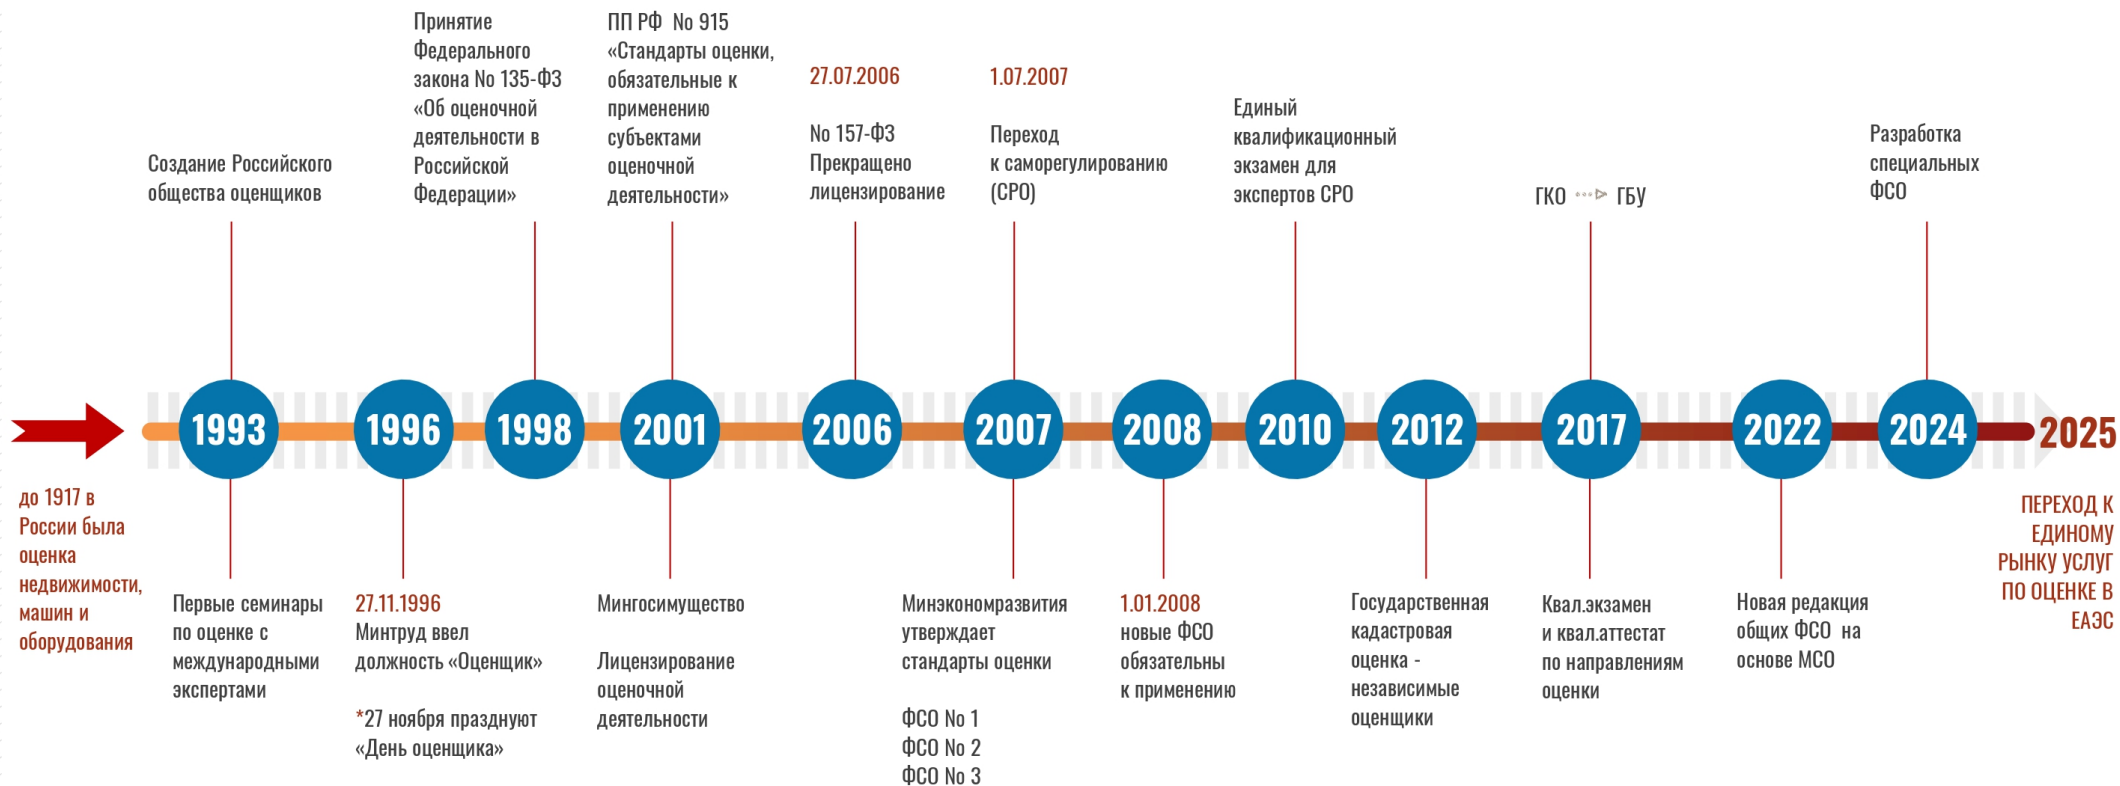 Создание Российского
общества оценщиков
Принятие
Федерального
закона No 135-ФЗ
«Об оценочной
деятельности в
Российской
Федерации»
ПП РФ No 915
«Стандарты оценки,
обязательные к
применению
субъектами
оценочной
деятельности»
27.07.2006
No 157-ФЗ
Прекращено
лицензирование
1.07.2007
Переход
к саморегулированию
(СРО)
Единый
квалификационный
экзамен для
экспертов СРО
ГКО ГБУ
Разработка
специальных
ФСО
1993 1996 1998 2001 2006 2007 2008 2010 2012 2017 2022 2024 2025
до 1917 в
России была
оценка
недвижимости,
машин и
оборудования
Первые семинары
по оценке с
международными
экспертами
27.11.1996
Минтруд ввел
должность «Оценщик»
*27 ноября празднуют
«День оценщика»
Мингосимущество
Лицензирование
оценочной
деятельности
Минэкономразвития
утверждает
стандарты оценки
ФСО No 1
ФСО No 2
ФСО No 3
1.01.2008
новые ФСО
обязательны
к применению
Государственная
кадастровая
оценка -
независимые
оценщики
Квал.экзамен
и квал.аттестат
по направлениям
оценки
Новая редакция
общих ФСО на
основе МСО
ПЕРЕХОД К
ЕДИНОМУ
РЫНКУ УСЛУГ
ПО ОЦЕНКЕ В
ЕАЭС